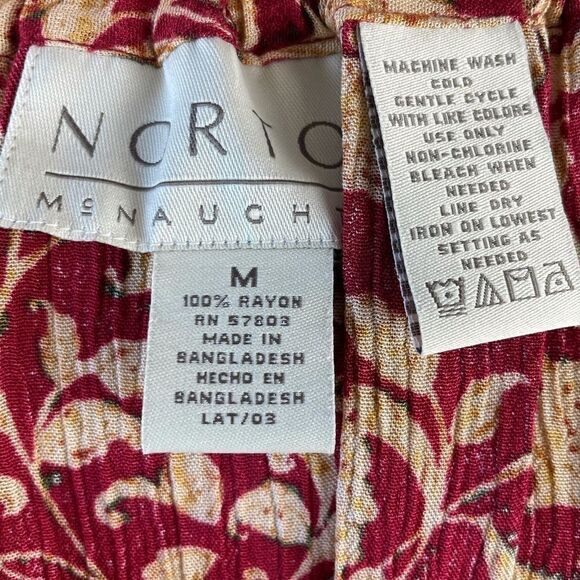 NORTO
McNAUGH
M
100% RAYON
RN 57803
MADE IN
BANGLADESH
HECHO EN
BANGLADESH
LAT/03
MACHINE WASH
COLD
GENTLE CYCLE
WITH LIKE COLORS
USE ONLY
NON-CHLORINE
BLEACH WHEN
NEEDED
LINE DRY
IRON ON LOWEST
SETTING AS
NEEDED